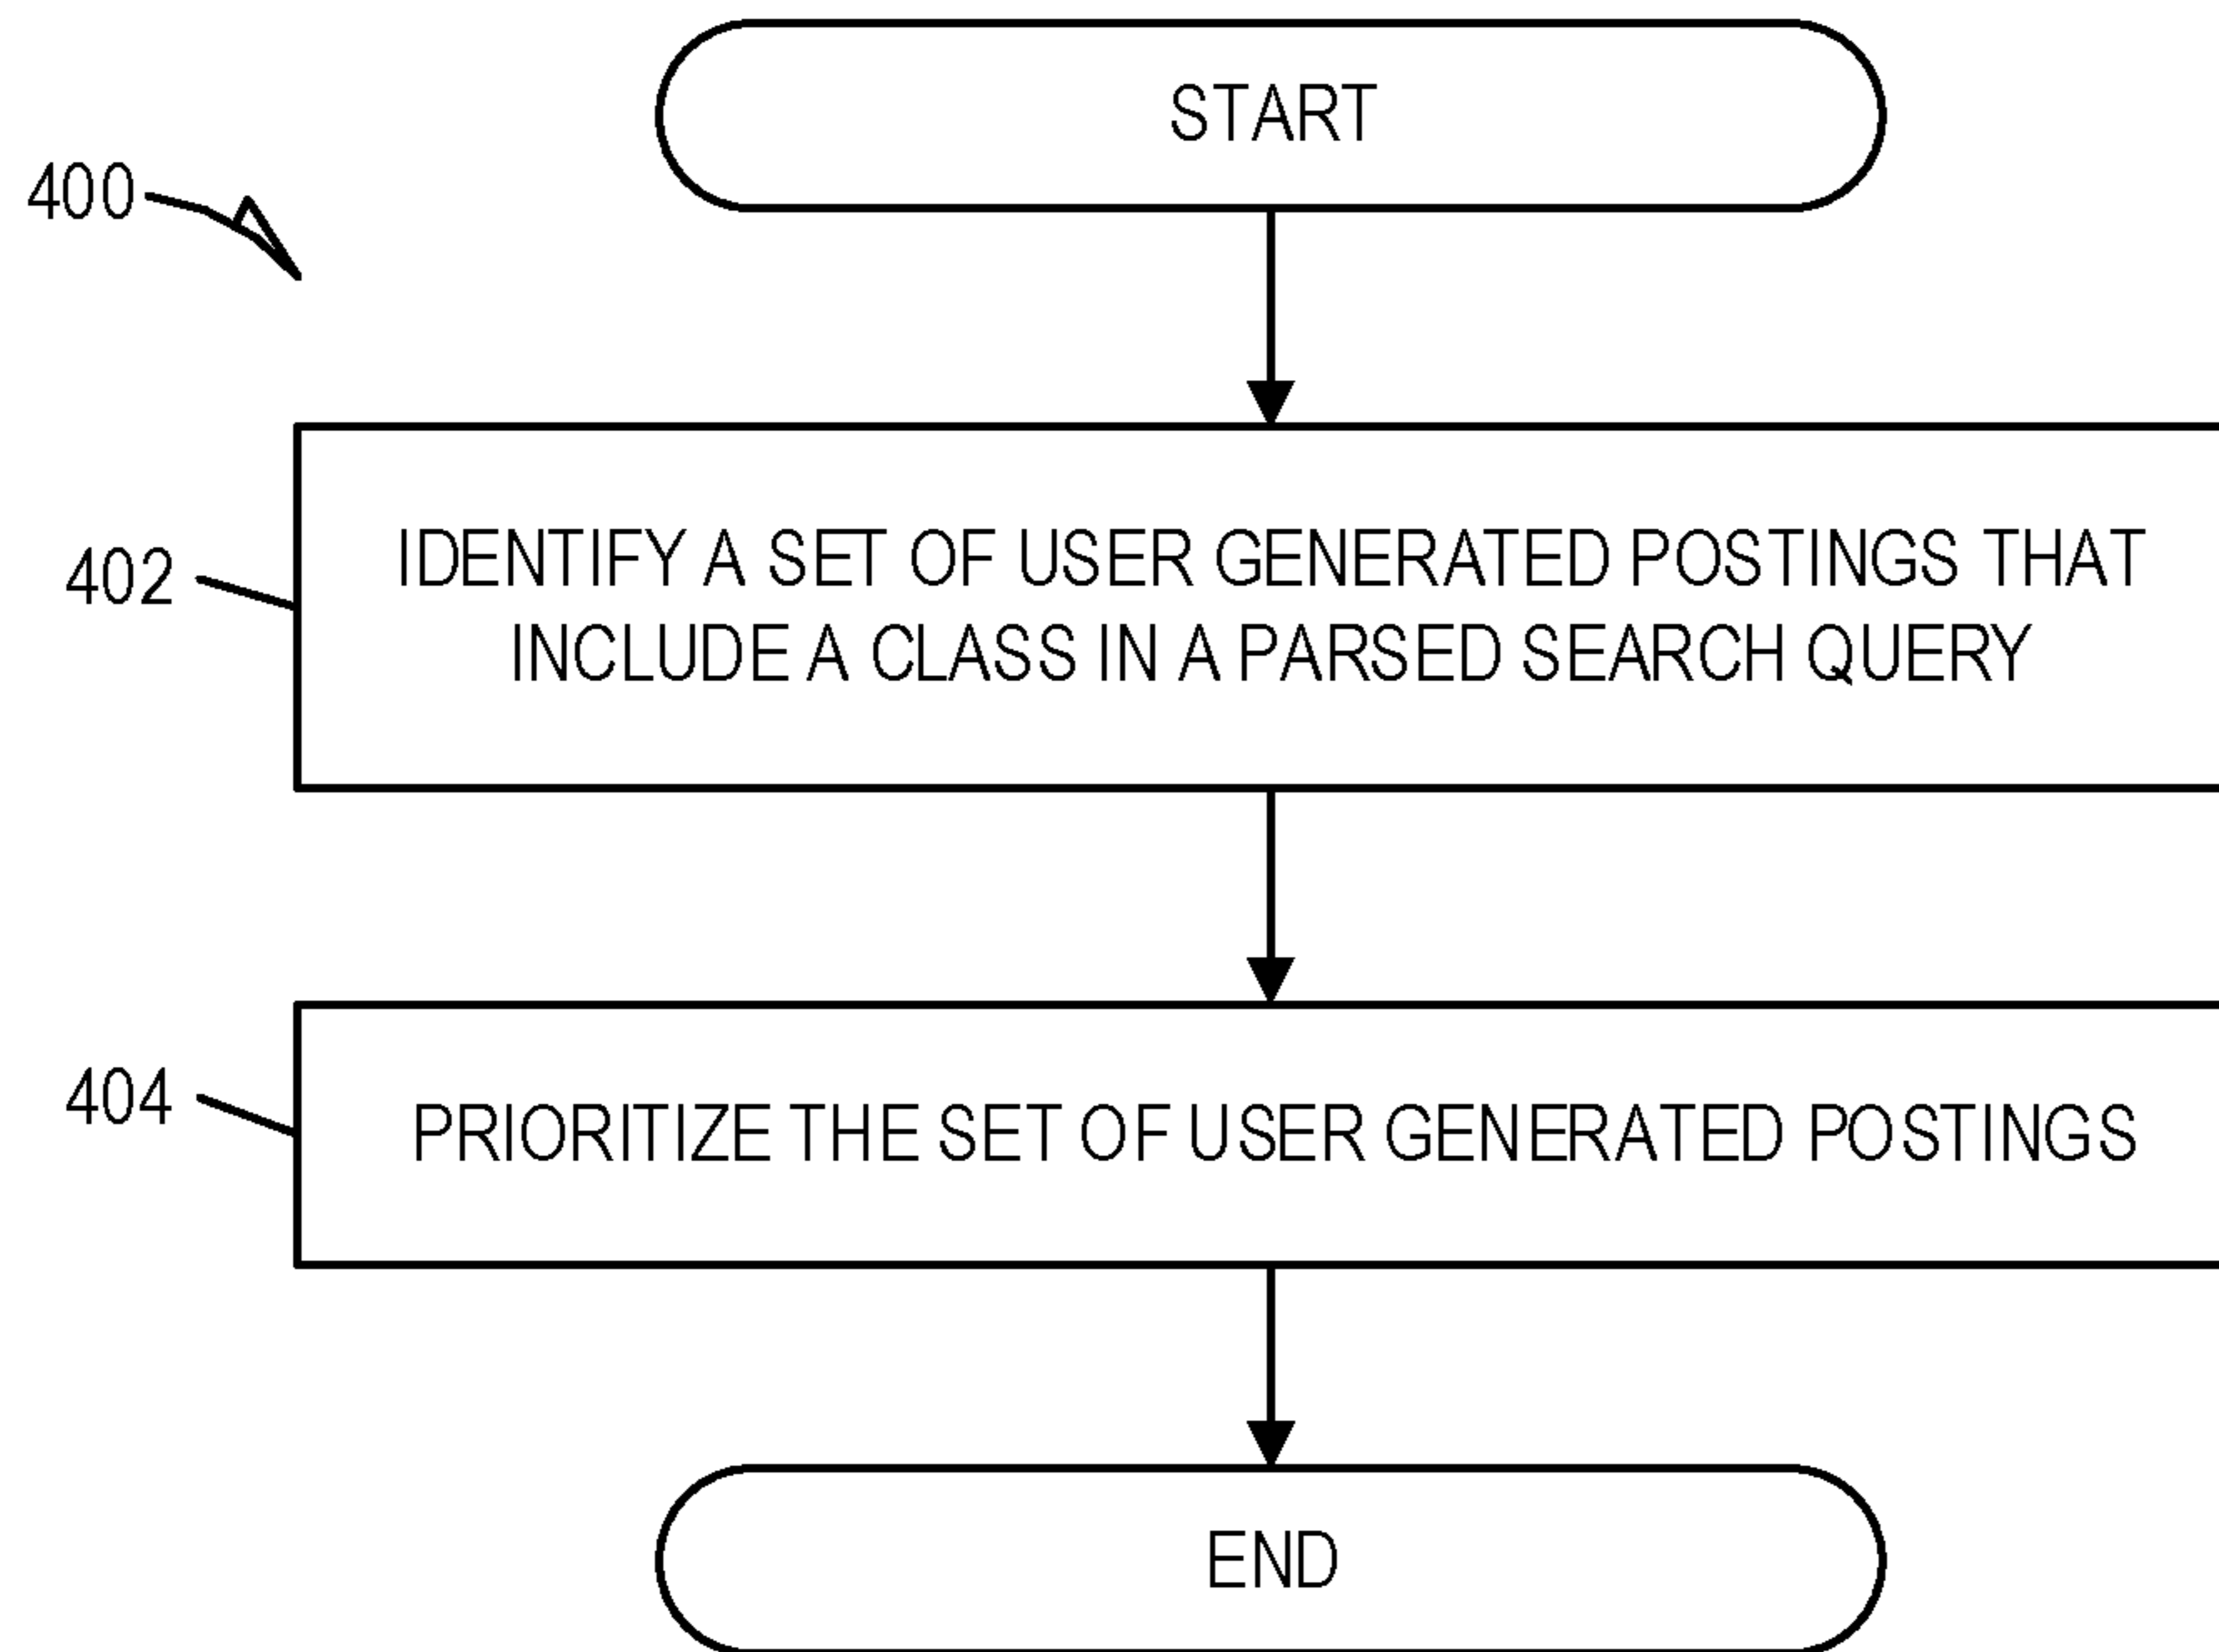 START
400
402
IDENTIFY A SET OF USER GENERATED POSTINGS THAT
INCLUDE A CLASS IN A PARSED SEARCH QUERY
404
PRIORITIZE THE SET OF USER GENERATED POSTINGS
END